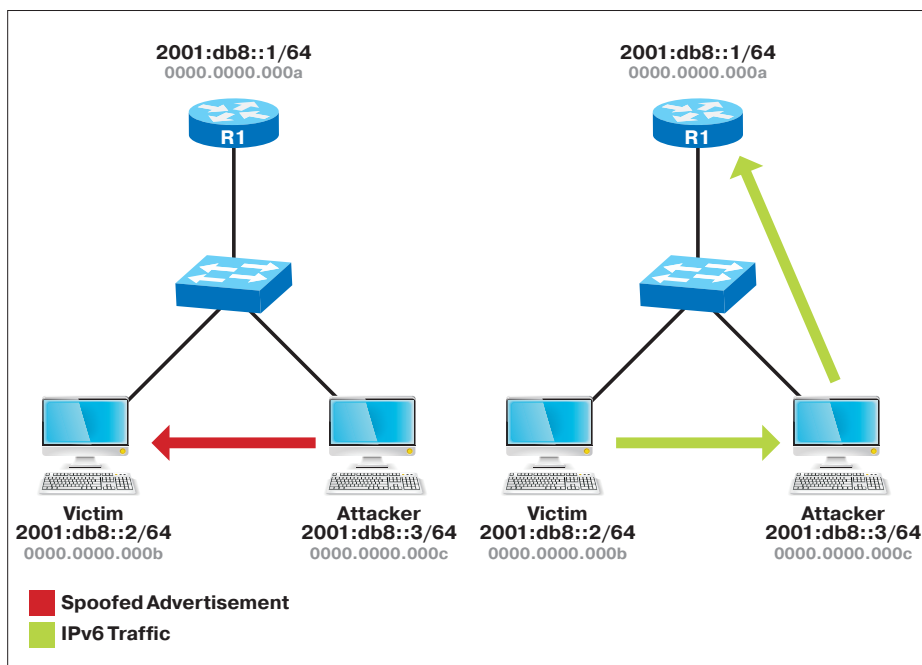 2001:db8::1/64
0000.0000.000a
R1
Victim
2001:db8::2/64
0000.0000.000b
Attacker
2001:db8::3/64
0000.0000.000c
2001:db8::1/64
0000.0000.000a
R1
Victim
2001:db8::2/64
0000.0000.000b
Attacker
2001:db8::3/64
0000.0000.000c
Spoofed Advertisement
IPv6 Traffic